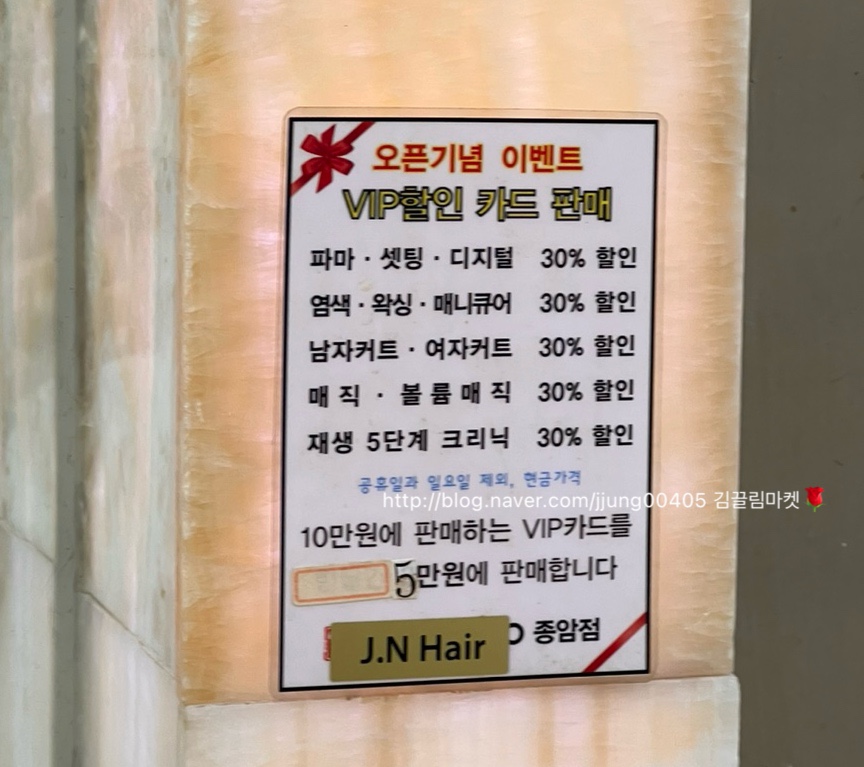 오픈기념 이벤트
VIP할인 카드 판매
파마 · 셋팅 · 디지털 30% 할인
염색 · 왁싱 · 매니큐어 30% 할인
남자커트 · 여자커트 30% 할인
매직 · 볼륨매직 30% 할인
재생 5단계 크리닉 30% 할인
공휴일과 일요일 제외, 현금가격
http://blog.naver.com/jjung00405 김끌림마켓🌹
10만원에 판매하는 VIP카드를
5만원에 판매합니다
J.N Hair 종암점